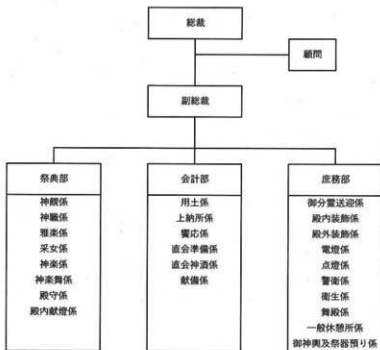 総裁
顧問
副総裁
祭典部
神饌係
神職係
雅楽係
采女係
神楽係
神楽舞係
殿守係
殿内献燈係
会計部
用土係
上納所係
饗応係
直会準備係
直会神酒係
献備係
庶務部
御分霊送迎係
殿内装飾係
殿外装飾係
電燈係
点燈係
警衛係
衛生係
舞殿係
一般休憩所係
御神輿及祭器預り係